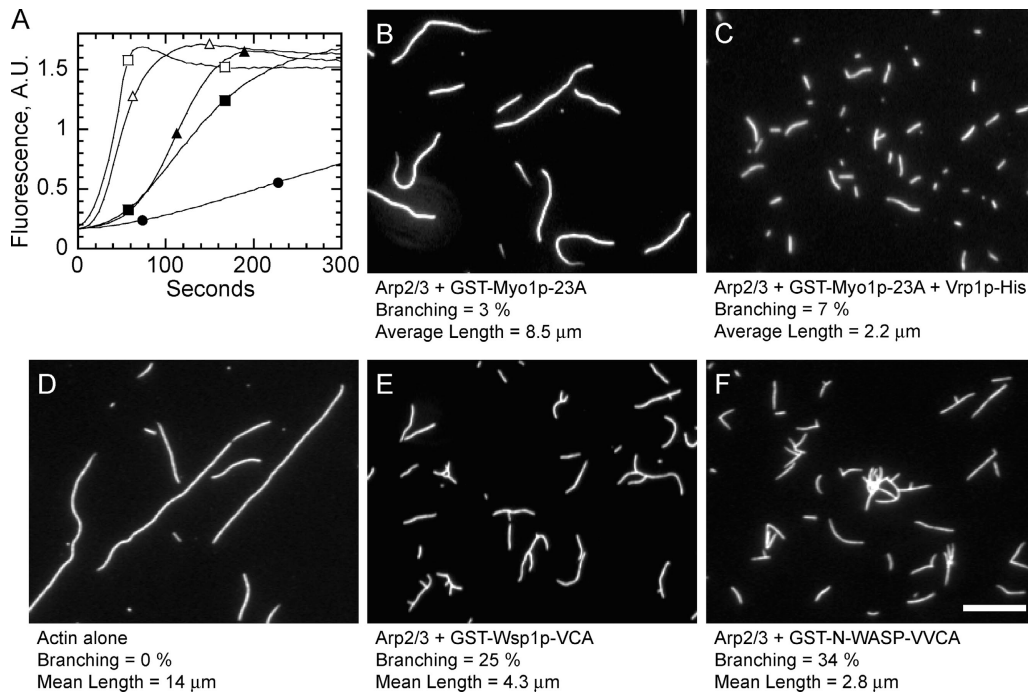 A
Fluorescence, A.U.
1.5
1
0.5
0
0
100
200
300
Seconds
B
Arp2/3 + GST-Myo1p-23A
Branching = 3 %
Average Length = 8.5 μm
C
Arp2/3 + GST-Myo1p-23A + Vrp1p-His
Branching = 7 %
Average Length = 2.2 μm
D
Actin alone
Branching = 0 %
Mean Length = 14 μm
E
Arp2/3 + GST-Wsp1p-VCA
Branching = 25 %
Mean Length = 4.3 μm
F
Arp2/3 + GST-N-WASP-VVCA
Branching = 34 %
Mean Length = 2.8 μm